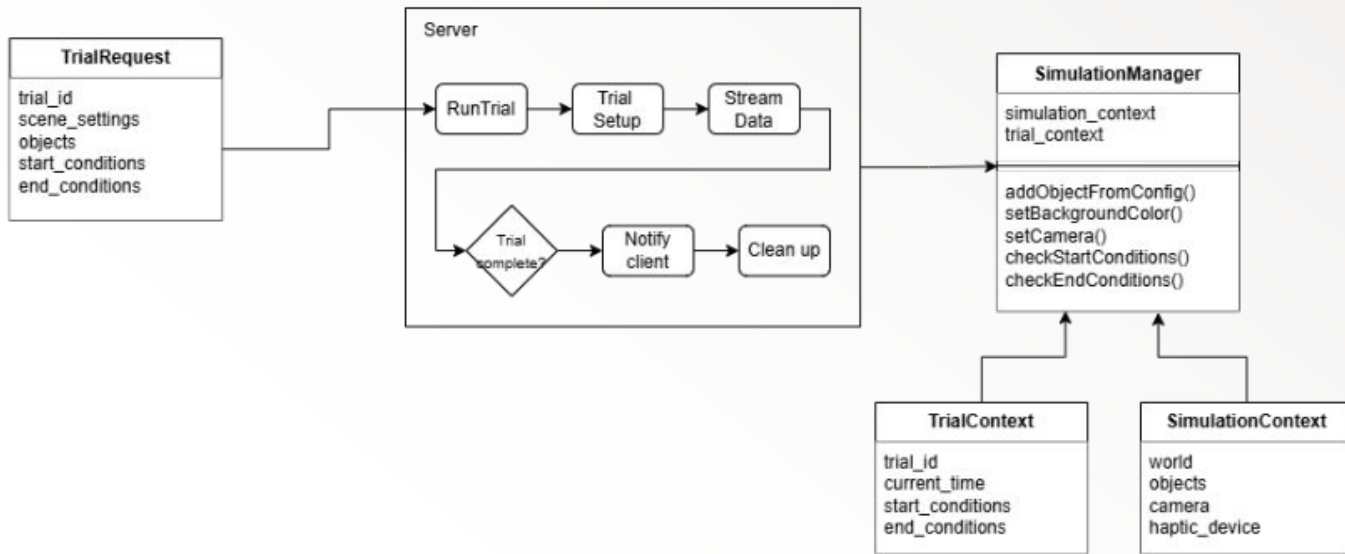 TrialRequest
trial_id
scene_settings
objects
start_conditions
end_conditions
Server
RunTrial
Trial
Setup
Stream
Data
Trial
complete?
Notify
client
Clean up
SimulationManager
simulation_context
trial_context
addObjectFromConfig()
setBackgroundColor()
setCamera()
checkStartConditions()
checkEndConditions()
TrialContext
trial_id
current_time
start_conditions
end_conditions
SimulationContext
world
objects
camera
haptic_device